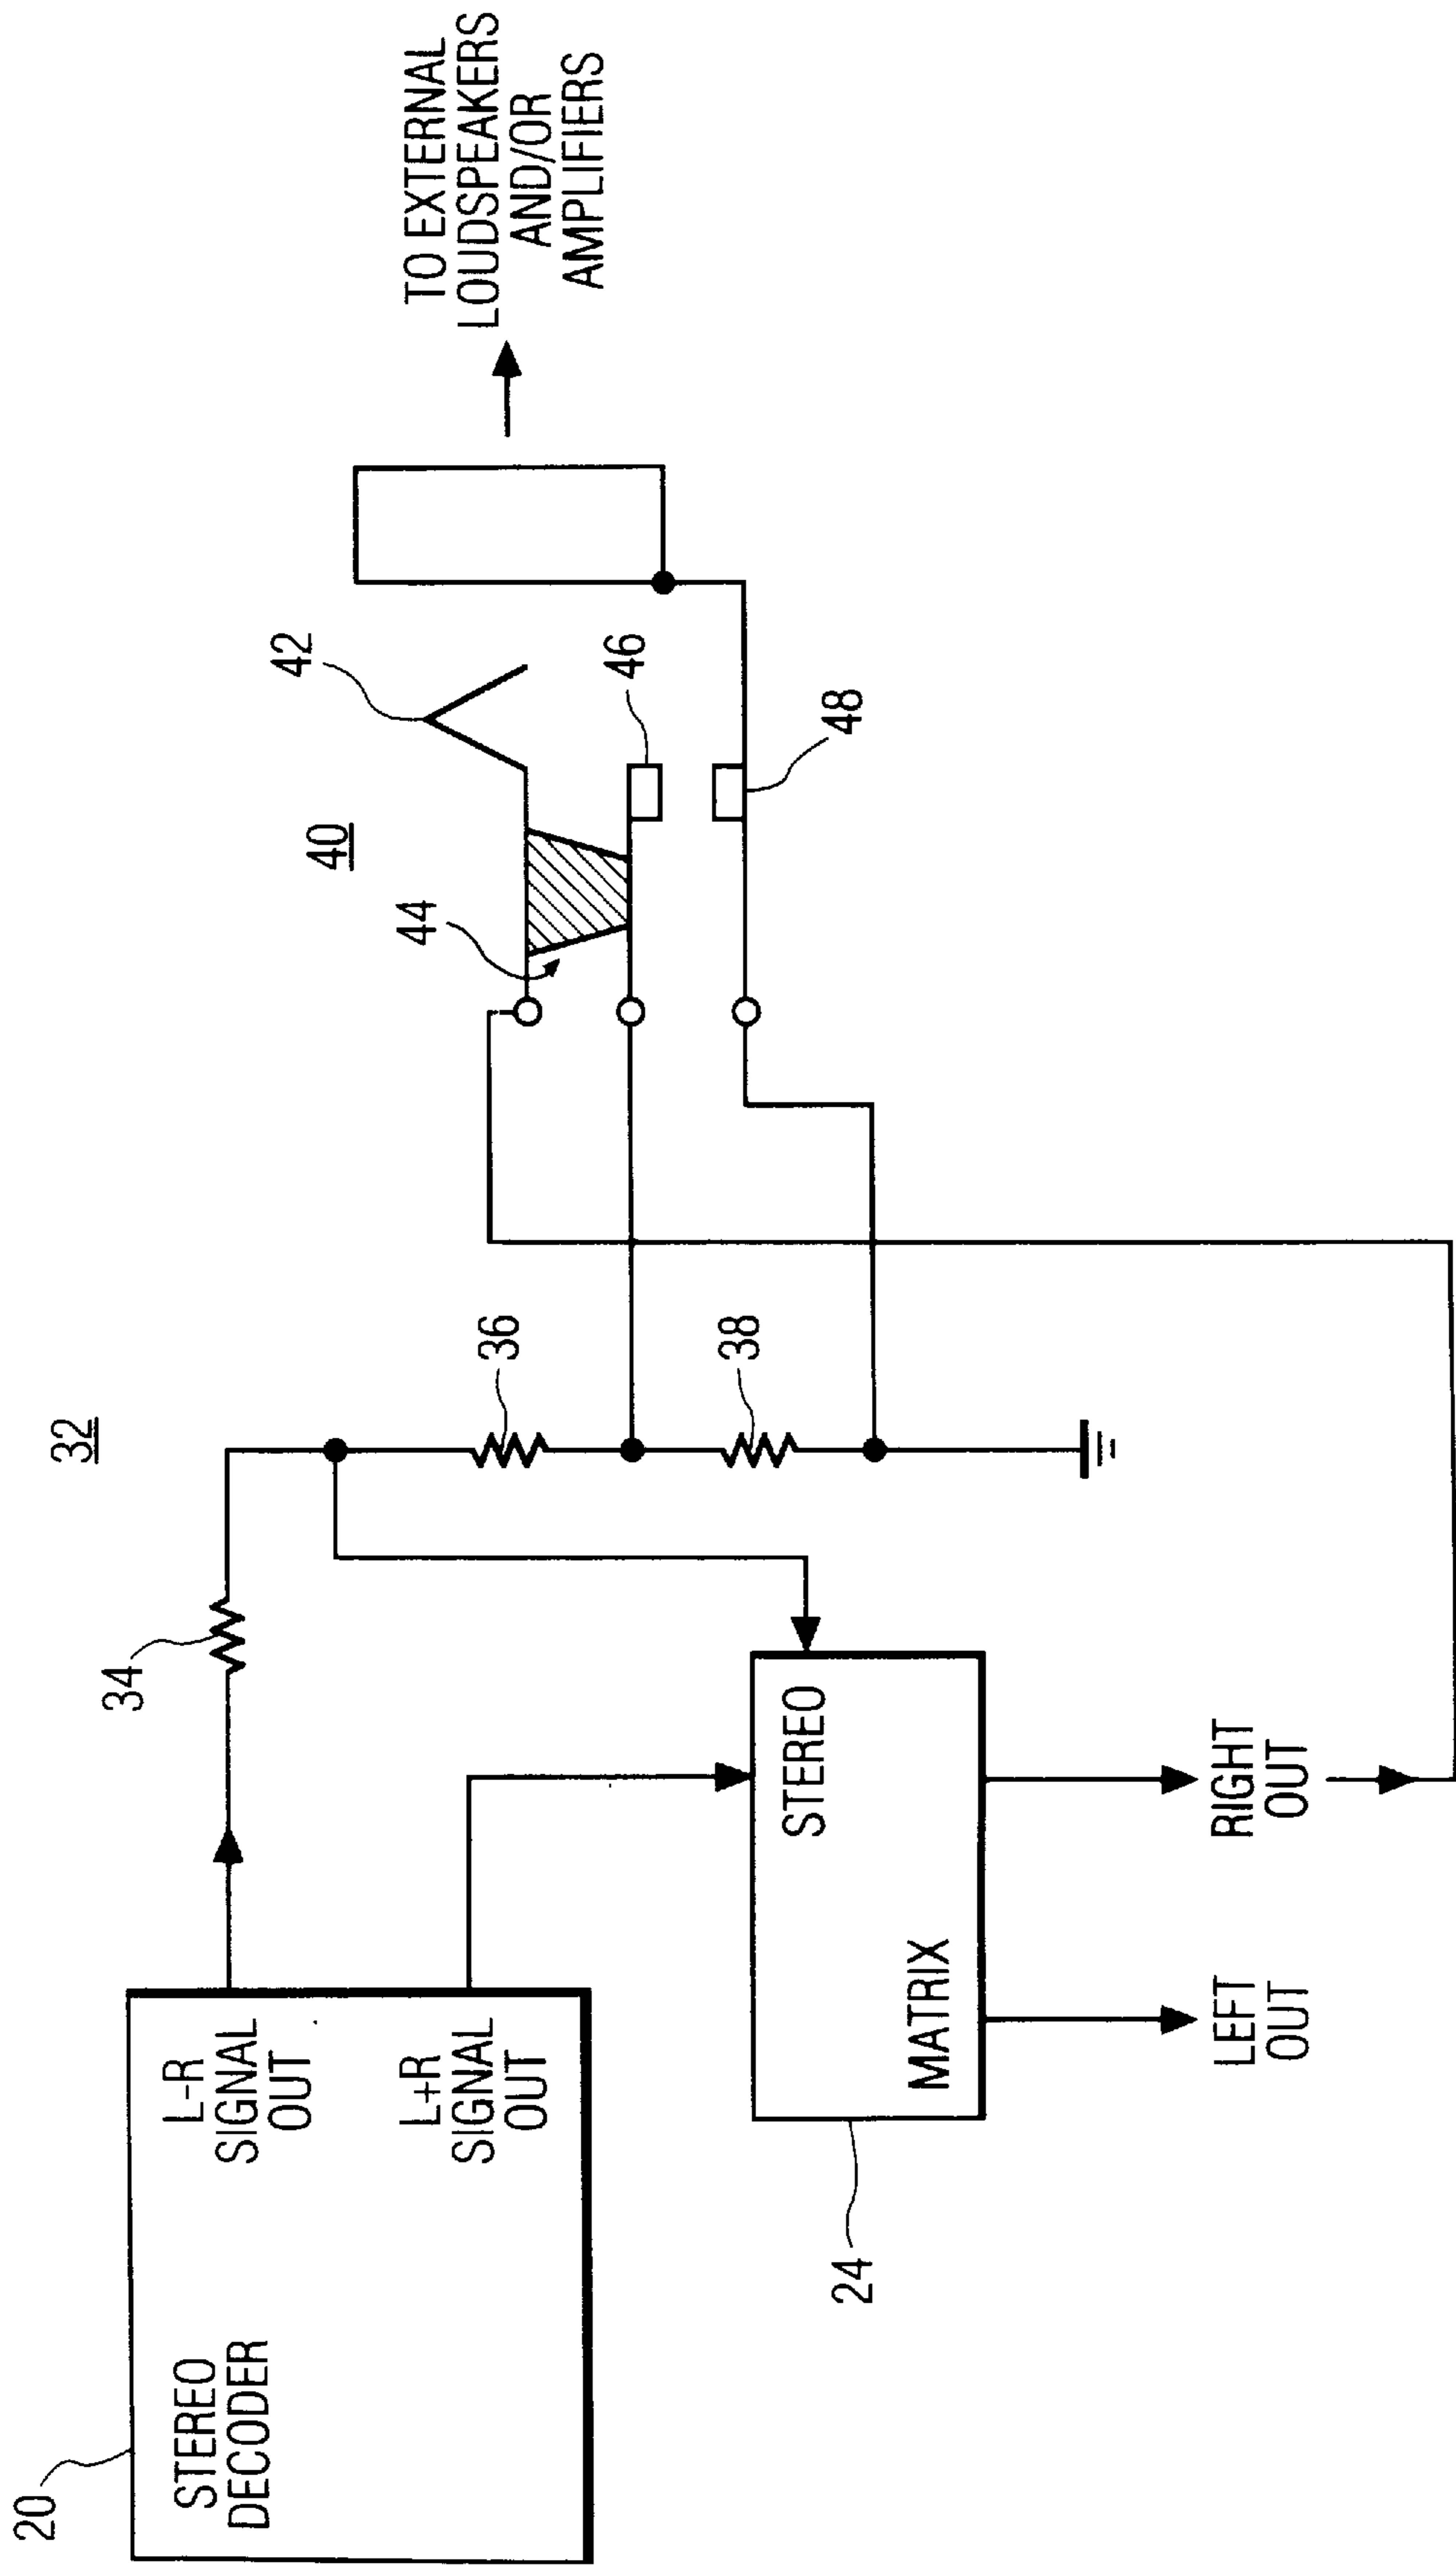 20
STEREO
DECODER
L-R
SIGNAL
OUT
L+R
SIGNAL
OUT
34
32
36
38
24
STEREO
MATRIX
LEFT
OUT
RIGHT
OUT
40
42
44
46
48
TO EXTERNAL
LOUDSPEAKERS
AND/OR
AMPLIFIERS